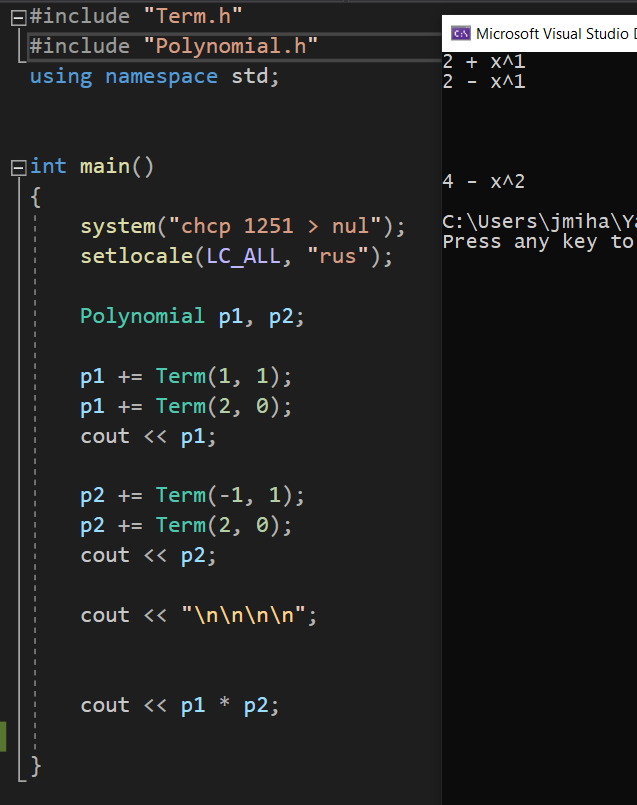 #include "Term.h"
#include "Polynomial.h"
using namespace std;
int main()
{
system("chcp 1251 > nul");
setlocale(LC_ALL, "rus");
Polynomial p1, p2;
p1 += Term(1, 1);
p1 += Term(2, 0);
cout << p1;
p2 += Term(-1, 1);
p2 += Term(2, 0);
cout << p2;
cout << "\n\n\n\n";
cout << p1 * p2;
}
Microsoft Visual Studio
2 + x^1
2 - x^1
4 - x^2
C:\Users\jmiha\Ya
Press any key to